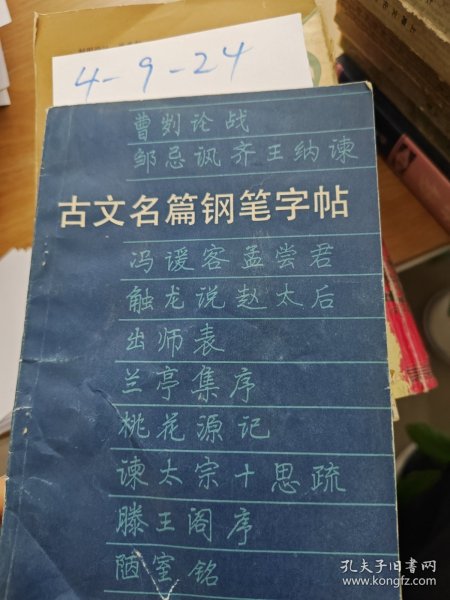 4-9-24
曹刿论战
邹忌讽齐王纳谏
古文名篇钢笔字帖
冯谖客孟尝君
触龙说赵太后
出师表
兰亭集序
桃花源记
谏太宗十思疏
滕王阁序
陋室铭
孔夫子旧书网
www.kongfz.com